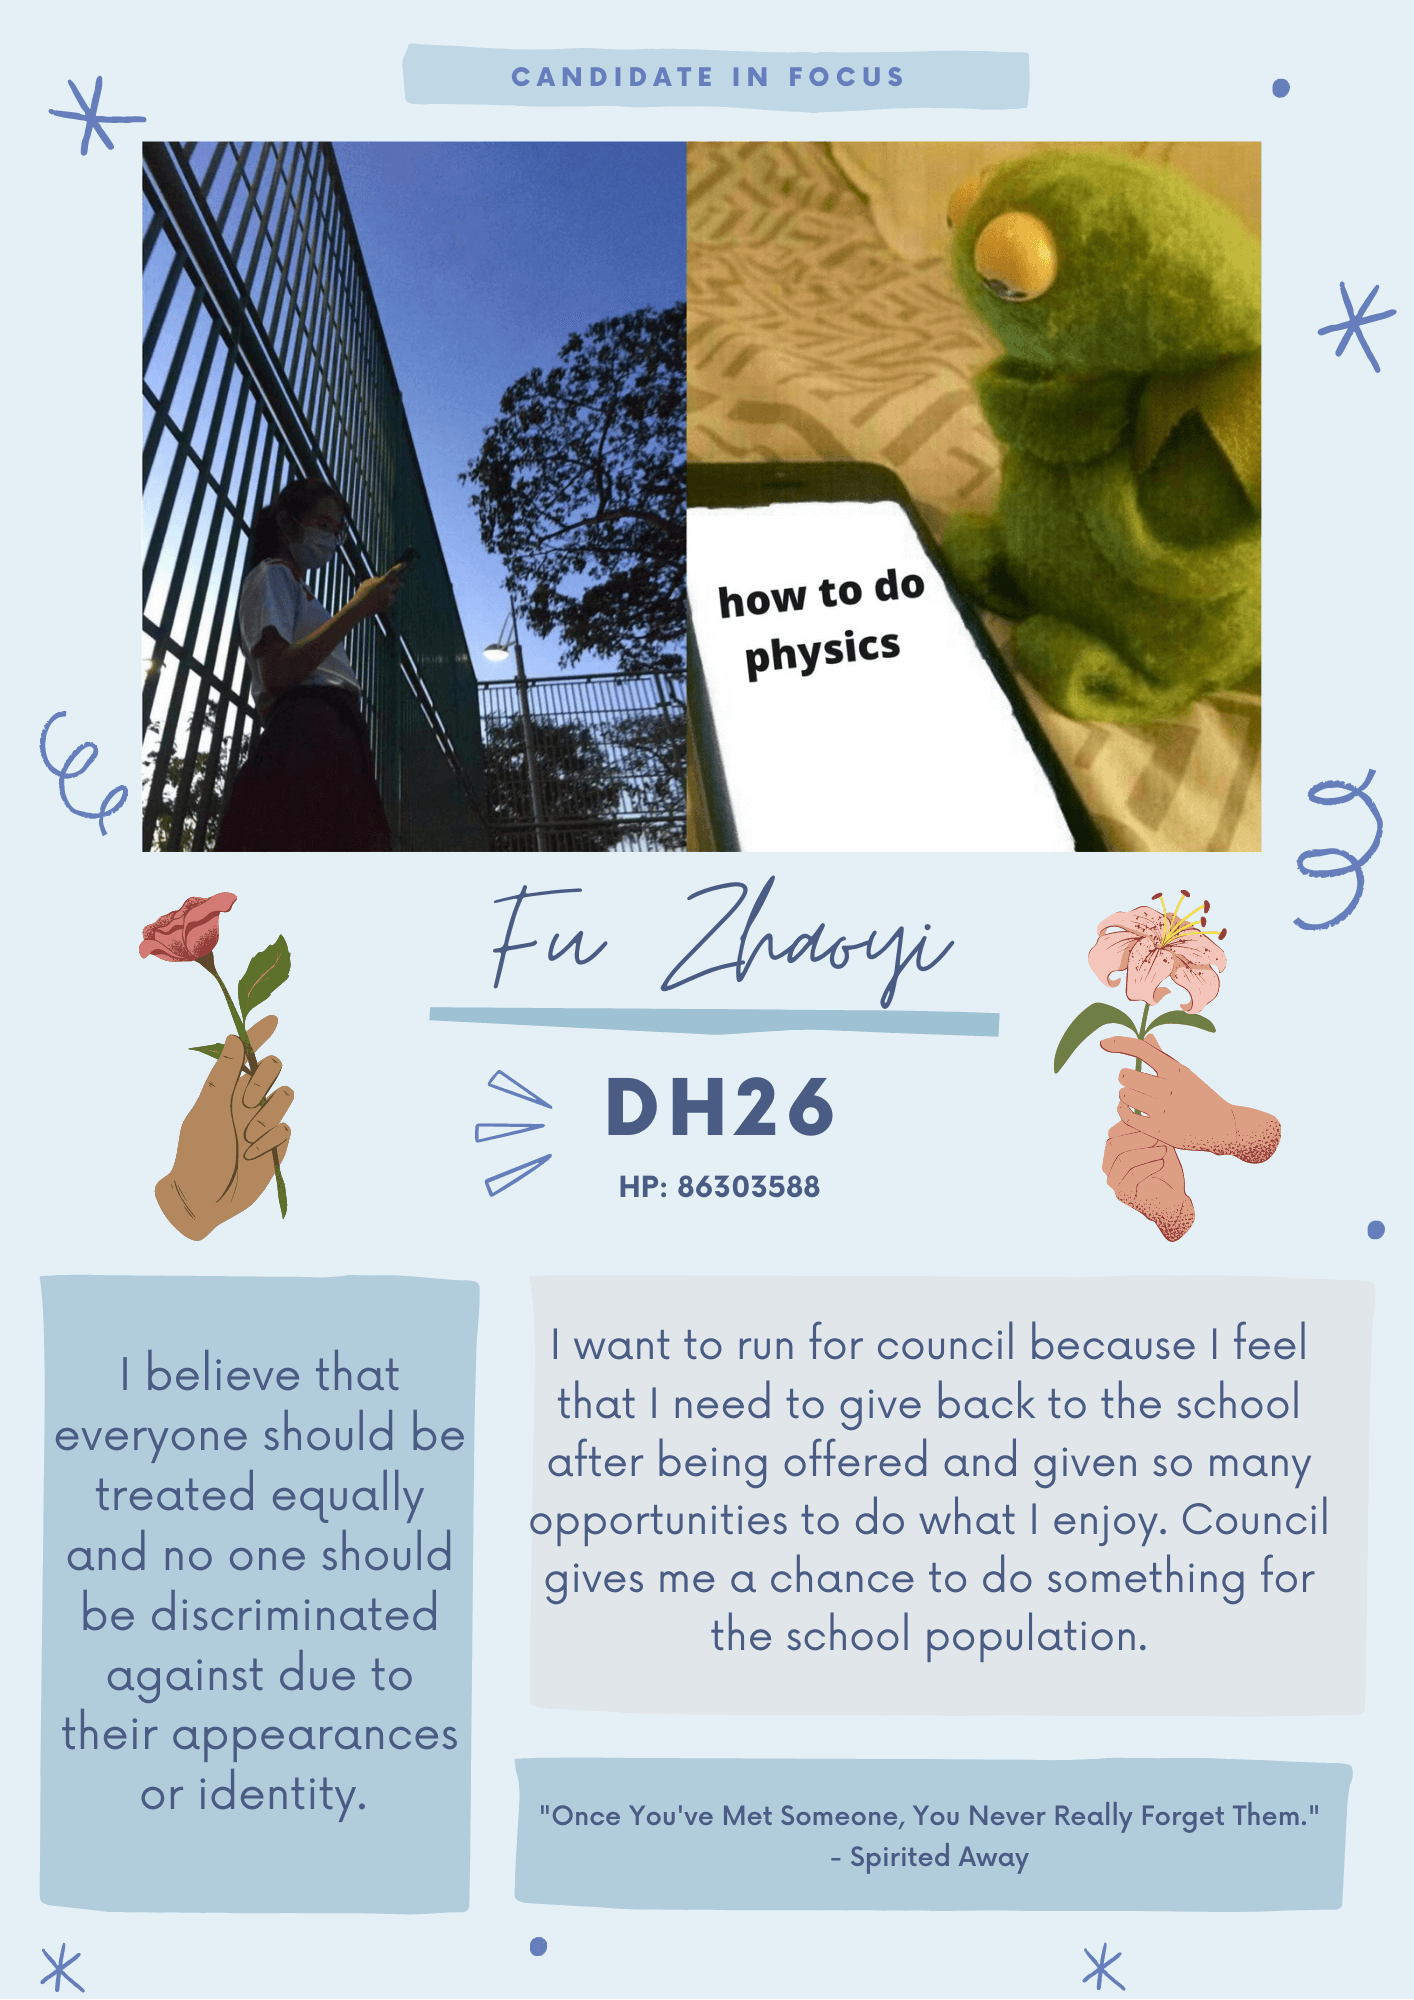 CANDIDATE IN FOCUS
how to do
physics
Fu Zhaoyi
DH26
HP: 86303588
I believe that
everyone should be
treated equally
and no one should
be discriminated
against due to
their appearances
or identity.
I want to run for council because I feel
that I need to give back to the school
after being offered and given so many
opportunities to do what I enjoy. Council
gives me a chance to do something for
the school population.
"Once You've Met Someone, You Never Really Forget Them."
- Spirited Away